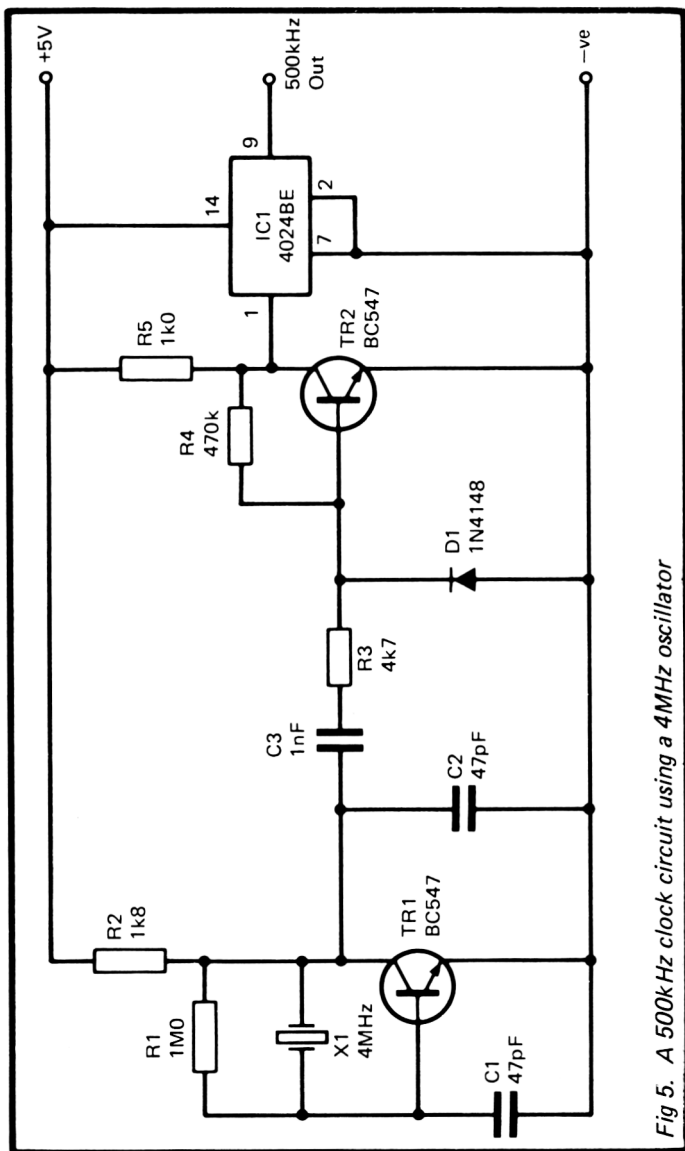 +5V
R2
1k8
R5
1k0
14
9
500kHz
Out
IC1
4024BE
R4
470k
1
7
2
R1
1M0
X1
4MHz
C3
1nF
R3
4k7
TR2
BC547
TR1
BC547
C2
47pF
D1
1N4148
C1
47pF
−ve
Fig 5. A 500kHz clock circuit using a 4MHz oscillator